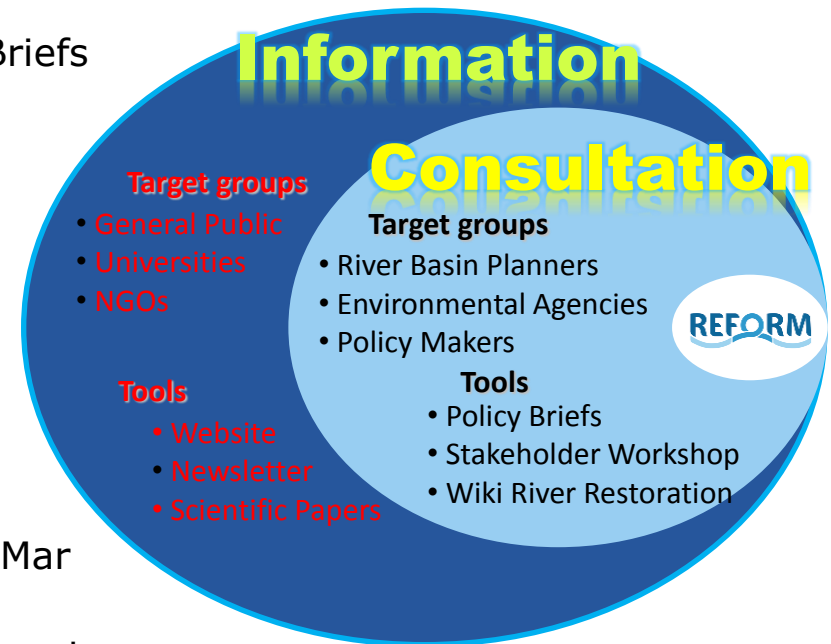 Briefs
Information
Consultation
Target groups
• General Public
• Universities
• NGOs
Tools
• Website
• Newsletter
• Scientific Papers
Target groups
• River Basin Planners
• Environmental Agencies
• Policy Makers
Tools
• Policy Briefs
• Stakeholder Workshop
• Wiki River Restoration
REFORM
Mar